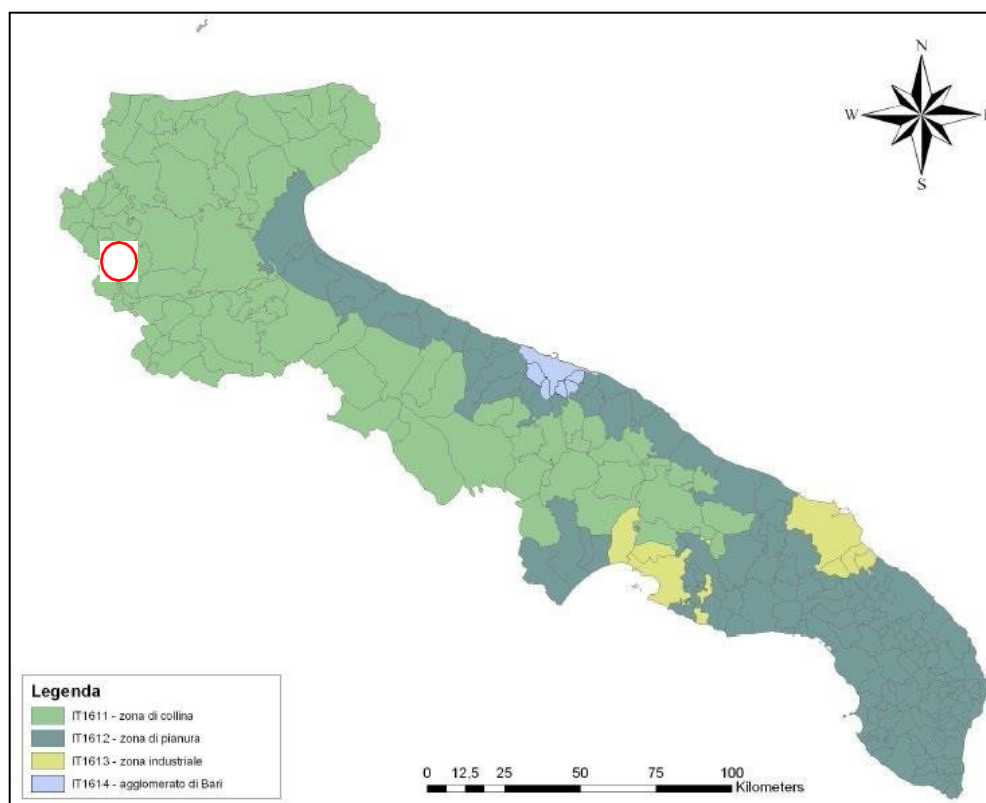 N
W
E
S
Legenda
IT1611 - zona di collina
IT1612 - zona di pianura
IT1613 - zona industriale
IT1614 - agglomerato di Bari
0 12.5 25 50 75 100
Kilometers